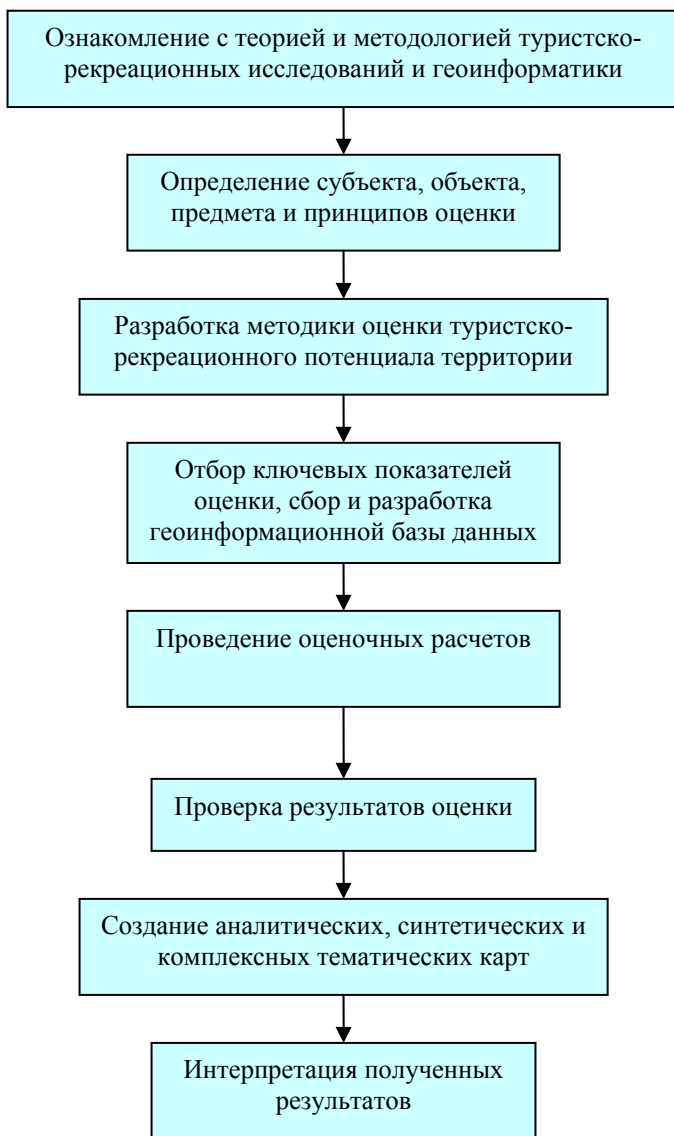 Ознакомление с теорией и методологией туристско-
рекреационных исследований и геоинформатики
Определение субъекта, объекта,
предмета и принципов оценки
Разработка методики оценки туристско-
рекреационного потенциала территории
Отбор ключевых показателей
оценки, сбор и разработка
геоинформационной базы данных
Проведение оценочных расчетов
Проверка результатов оценки
Создание аналитических, синтетических и
комплексных тематических карт
Интерпретация полученных
результатов